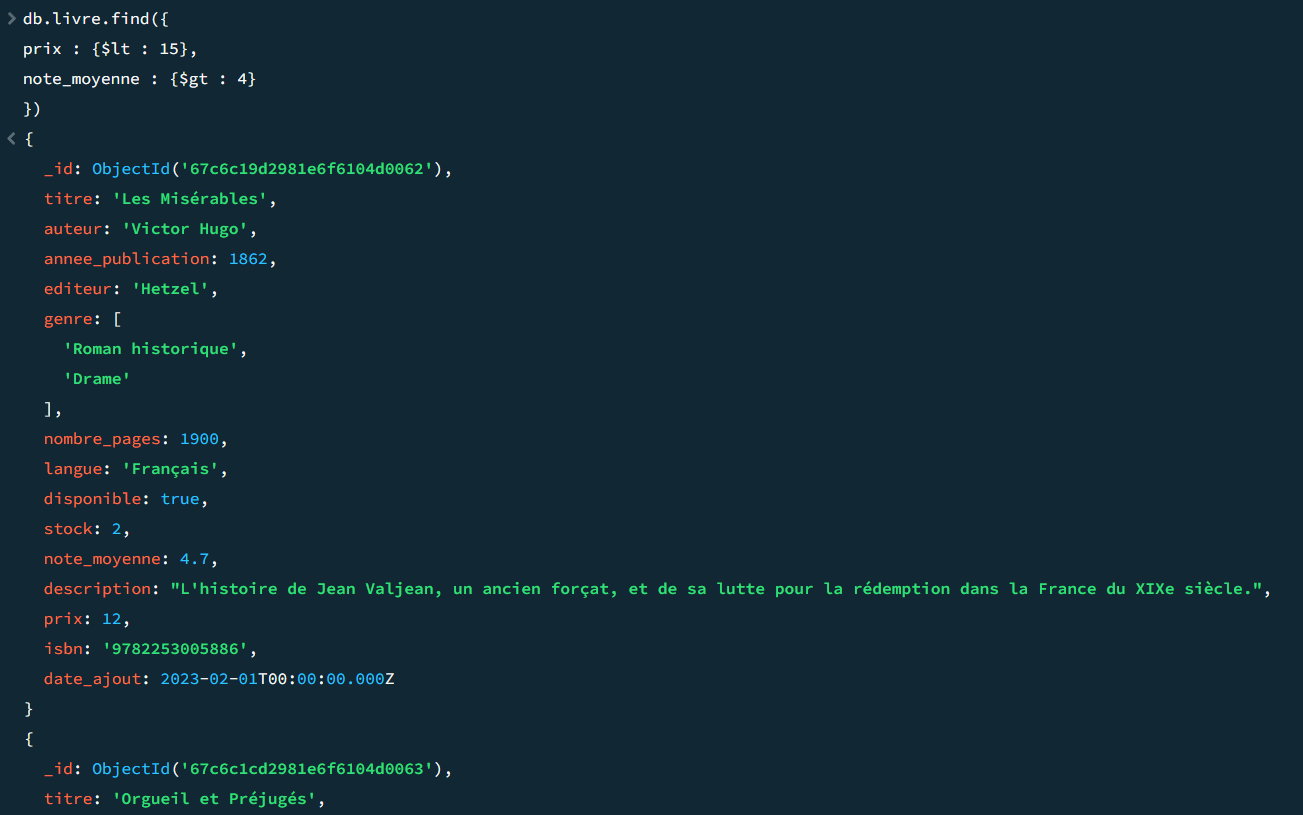 db.livre.find({
prix : {$lt : 15},
note_moyenne : {$gt : 4}
})
{
_id: ObjectId('67c6c19d2981e6f6104d0062'),
titre: 'Les Misérables',
auteur: 'Victor Hugo',
annee_publication: 1862,
editeur: 'Hetzel',
genre: [
'Roman historique',
'Drame'
],
nombre_pages: 1900,
langue: 'Français',
disponible: true,
stock: 2,
note_moyenne: 4.7,
description: "L'histoire de Jean Valjean, un ancien forçat, et de sa lutte pour la rédemption dans la France du XIXe siècle.",
prix: 12,
isbn: '9782253005886',
date_ajout: 2023-02-01T00:00:00.000Z
}
{
_id: ObjectId('67c6c1cd2981e6f6104d0063'),
titre: 'Orgueil et Préjugés',